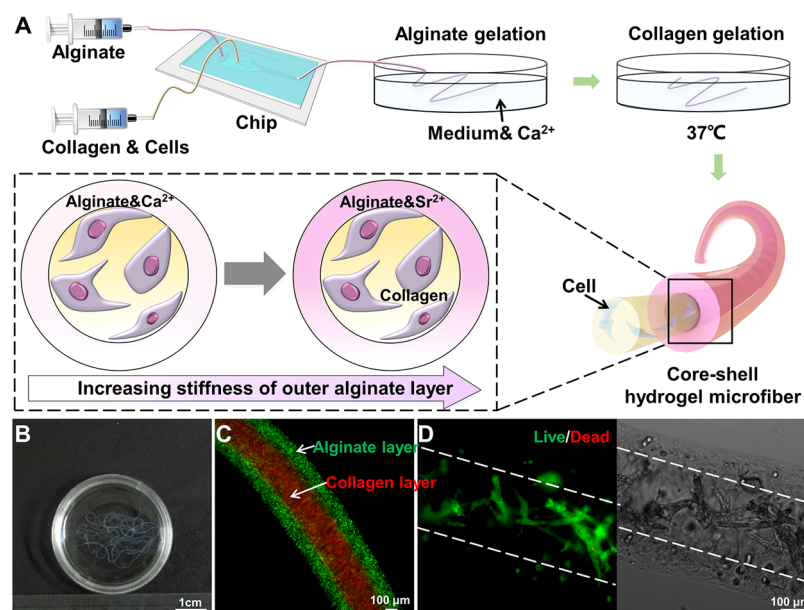 A
Alginate
Collagen & Cells
Chip
Alginate gelation
Medium& Ca²⁺
Collagen gelation
37℃
Alginate&Ca²⁺
Alginate&Sr²⁺
Collagen
Increasing stiffness of outer alginate layer
Cell
Core-shell
hydrogel microfiber
B
1cm
C
Alginate layer
Collagen layer
100 μm
D
Live/Dead
100 μm